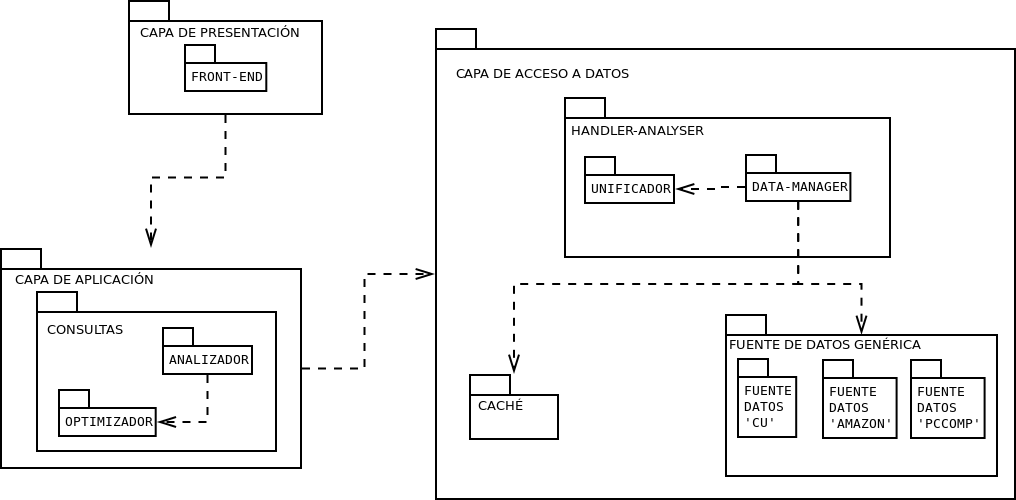 CAPA DE PRESENTACIÓN
FRONT-END
CAPA DE APLICACIÓN
CONSULTAS
ANALIZADOR
OPTIMIZADOR
CAPA DE ACCESO A DATOS
HANDLER-ANALYSER
UNIFICADOR
DATA-MANAGER
CACHÉ
FUENTE DE DATOS GENÉRICA
FUENTE
DATOS
'CU'
FUENTE
DATOS
'AMAZON'
FUENTE
DATOS
'PCCOMP'